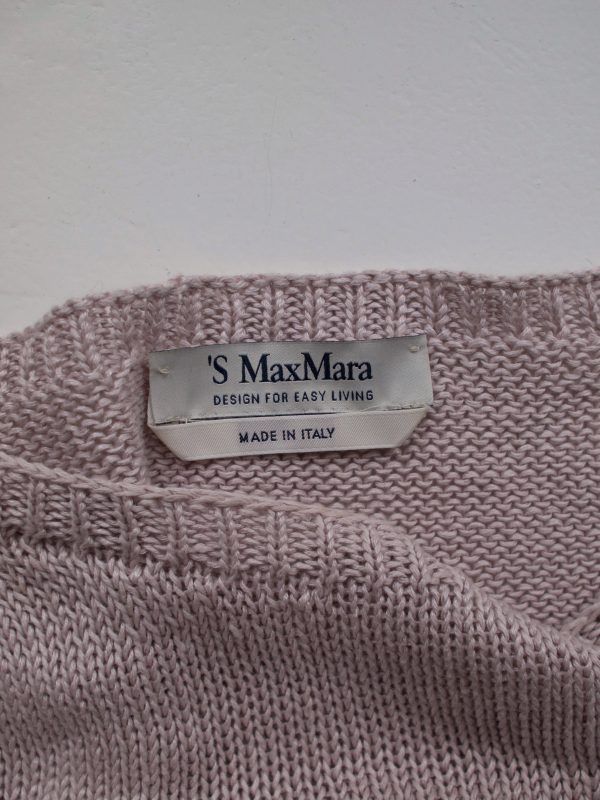 'S MaxMara
DESIGN FOR EASY LIVING
MADE IN ITALY